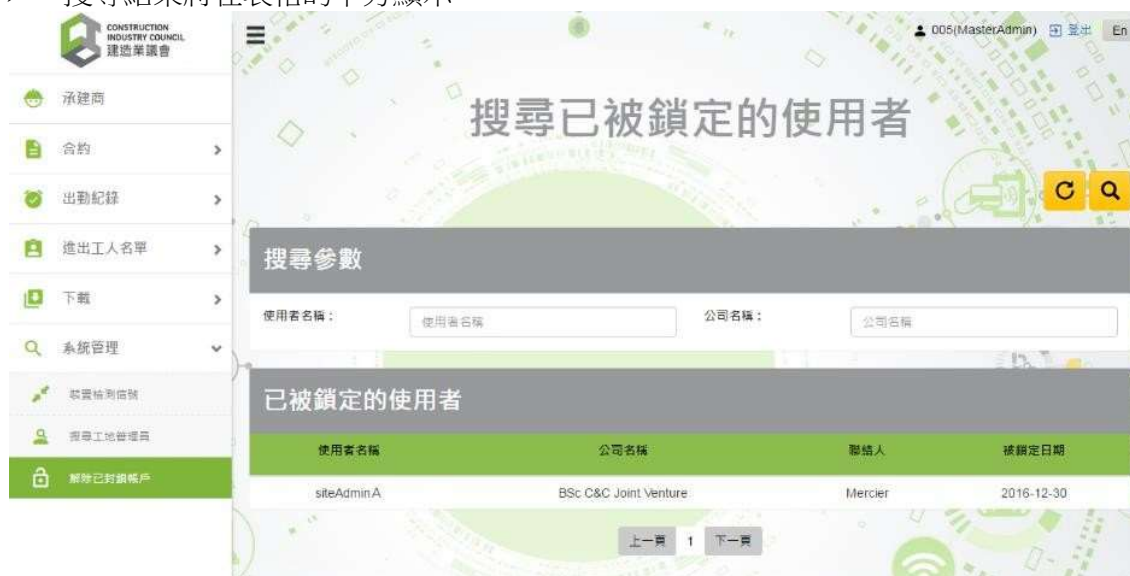 CONSTRUCTION
INDUSTRY COUNCIL
建造業議會
005(MasterAdmin) 登出 En
承建商
合約
出勤紀錄
進出工人名單
下載
系統管理
裝置檢測信號
搜尋工地管理員
解除已封鎖帳戶
搜尋已被鎖定的使用者
搜尋參數
使用者名稱： 使用者名稱 公司名稱： 公司名稱
已被鎖定的使用者
使用者名稱 公司名稱 聯絡人 被鎖定日期
siteAdminA BSc C&C Joint Venture Mercier 2016-12-30
上一頁 1 下一頁